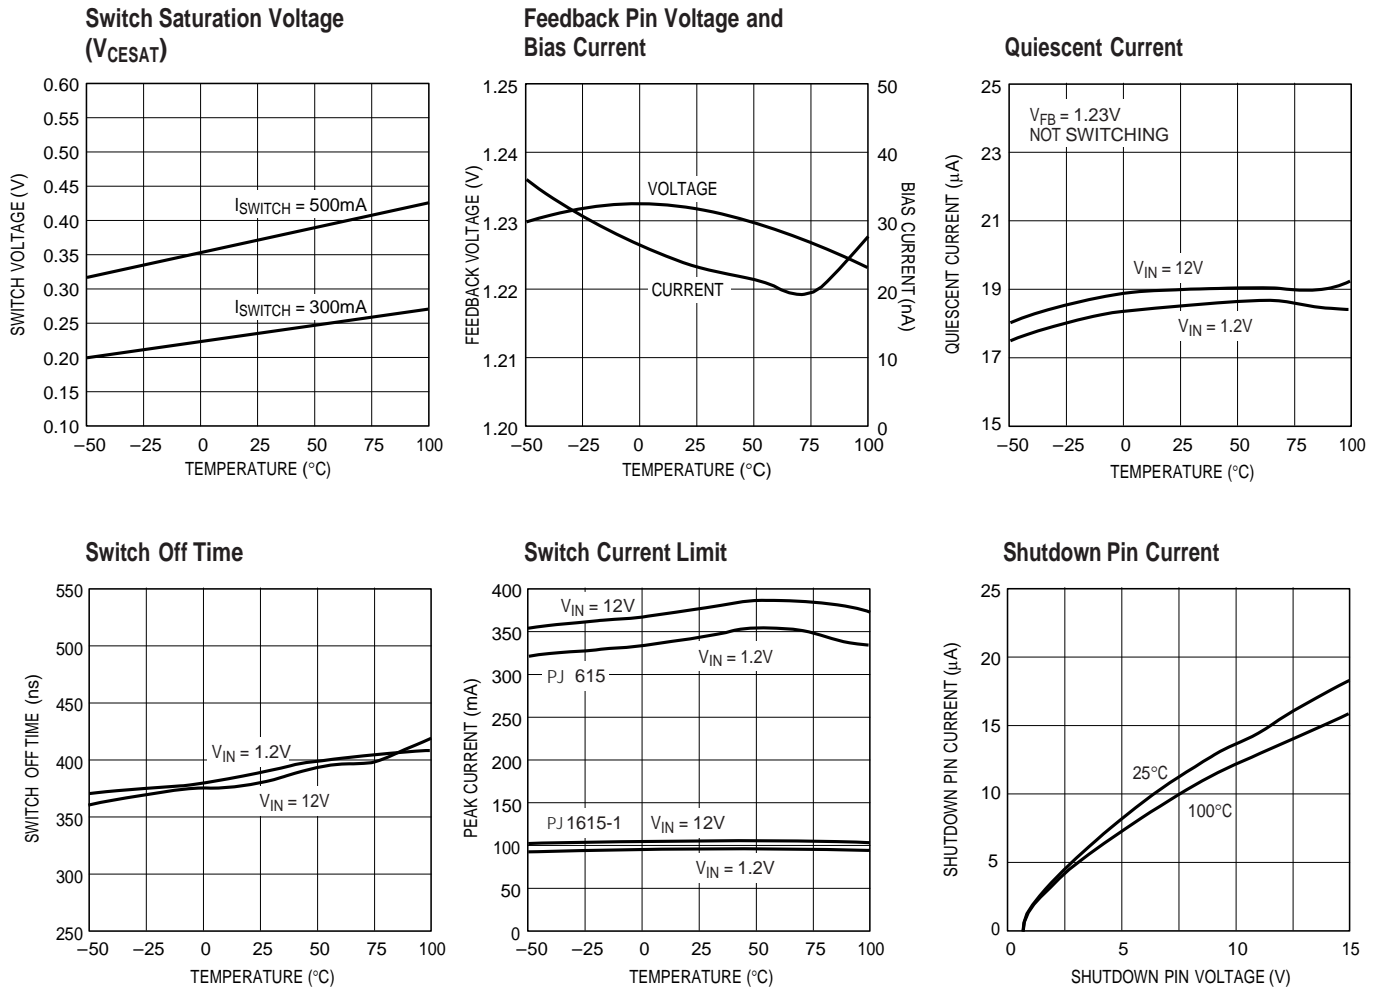 Switch Saturation Voltage
(VCESAT)
0.60
0.55
0.50
0.45
0.40
0.35
0.30
0.25
0.20
0.15
0.10
SWITCH VOLTAGE (V)
ISWITCH = 500mA
ISWITCH = 300mA
–50 –25 0 25 50 75 100
TEMPERATURE (°C)
Feedback Pin Voltage and
Bias Current
1.25
1.24
1.23
1.22
1.21
1.20
FEEDBACK VOLTAGE (V)
VOLTAGE
CURRENT
50
40
30
20
10
0
BIAS CURRENT (nA)
–50 –25 0 25 50 75 100
TEMPERATURE (°C)
Quiescent Current
25
23
21
19
17
15
QUIESCENT CURRENT (µA)
VFB = 1.23V
NOT SWITCHING
VIN = 12V
VIN = 1.2V
–50 –25 0 25 50 75 100
TEMPERATURE (°C)
Switch Off Time
550
500
450
400
350
300
250
SWITCH OFF TIME (ns)
VIN = 1.2V
VIN = 12V
–50 –25 0 25 50 75 100
TEMPERATURE (°C)
Switch Current Limit
400
350
300
250
200
150
100
50
0
PEAK CURRENT (mA)
VIN = 12V
VIN = 1.2V
PJ 615
PJ 1615-1
VIN = 12V
VIN = 1.2V
–50 –25 0 25 50 75 100
TEMPERATURE (°C)
Shutdown Pin Current
25
20
15
10
5
0
SHUTDOWN PIN CURRENT (µA)
25°C
100°C
0 5 10 15
SHUTDOWN PIN VOLTAGE (V)